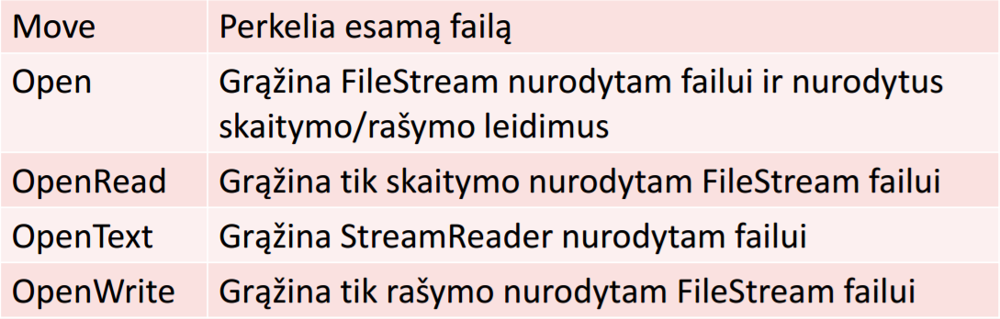 Move Perkelia esamą failą
Open Grąžina FileStream nurodytam failui ir nurodytus
skaitymo/rašymo leidimus
OpenRead Grąžina tik skaitymo nurodytam FileStream failui
OpenText Grąžina StreamReader nurodytam failui
OpenWrite Grąžina tik rašymo nurodytam FileStream failui